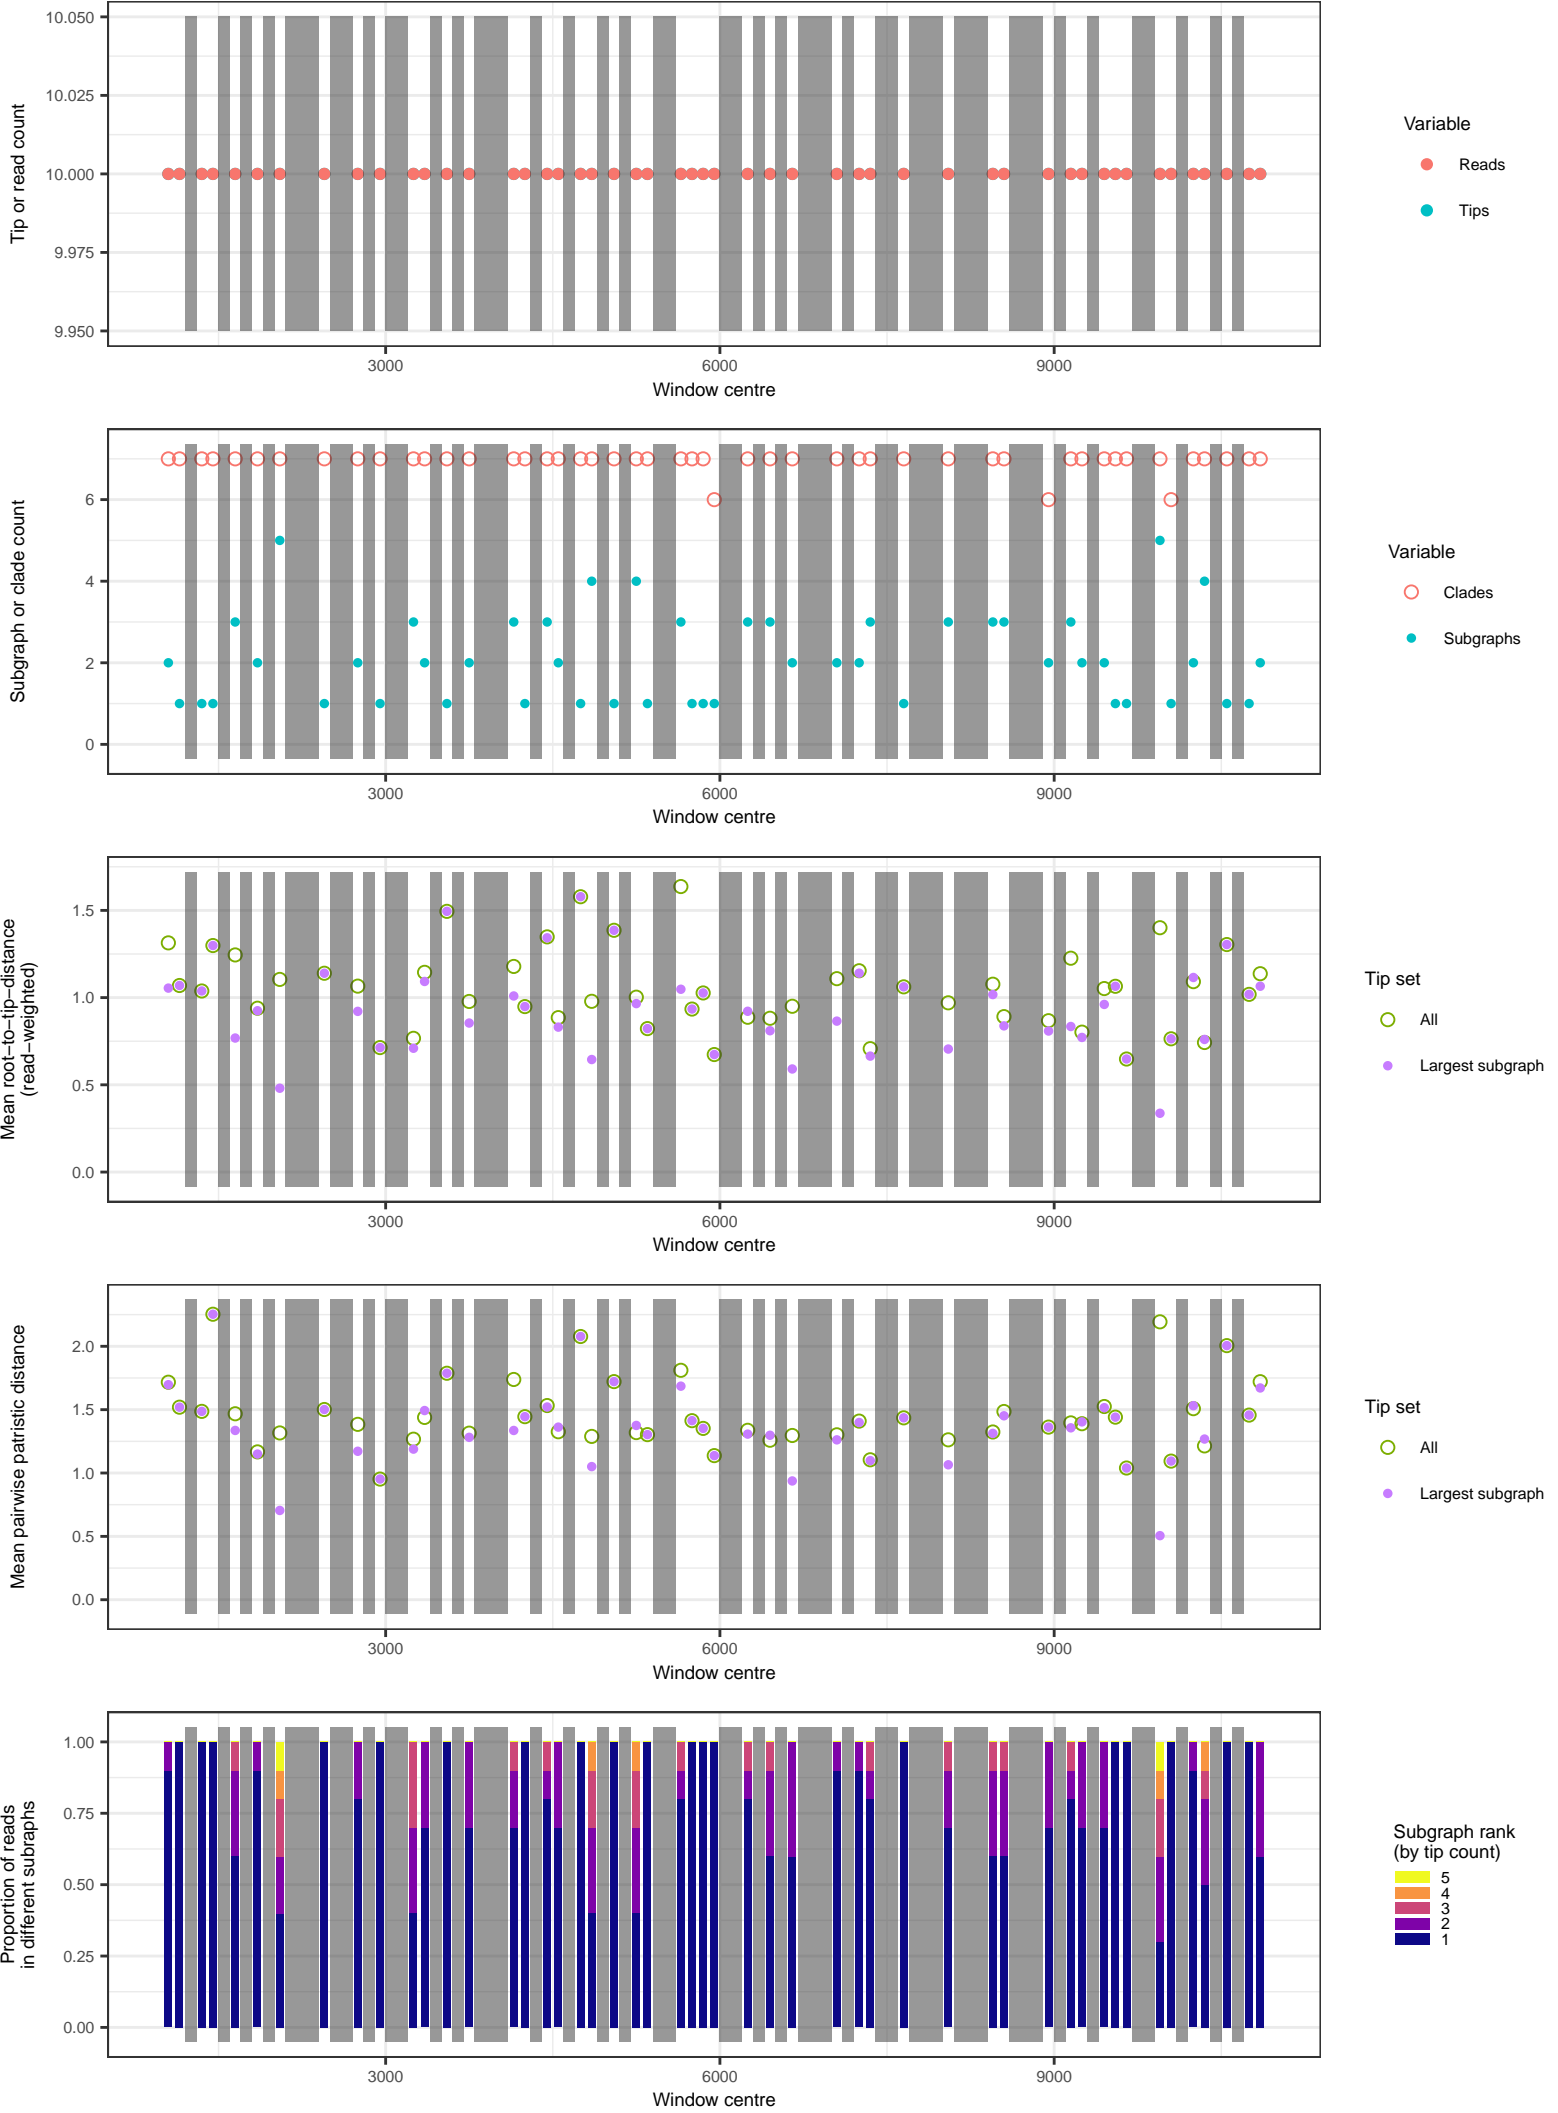 10.050
10.025
10.000
9.975
9.950
Tip or read count
3000
6000
9000
Window centre
Variable
Reads
Tips
6
4
2
0
Subgraph or clade count
3000
6000
9000
Window centre
Variable
Clades
Subgraphs
1.5
1.0
0.5
0.0
Mean root−to−tip−distance
(read−weighted)
3000
6000
9000
Window centre
Tip set
All
Largest subgraph
2.0
1.5
1.0
0.5
0.0
Mean pairwise patristic distance
3000
6000
9000
Window centre
Tip set
All
Largest subgraph
1.00
0.75
0.50
0.25
0.00
Proportion of reads
in different subraphs
3000
6000
9000
Window centre
Subgraph rank
(by tip count)
5
4
3
2
1